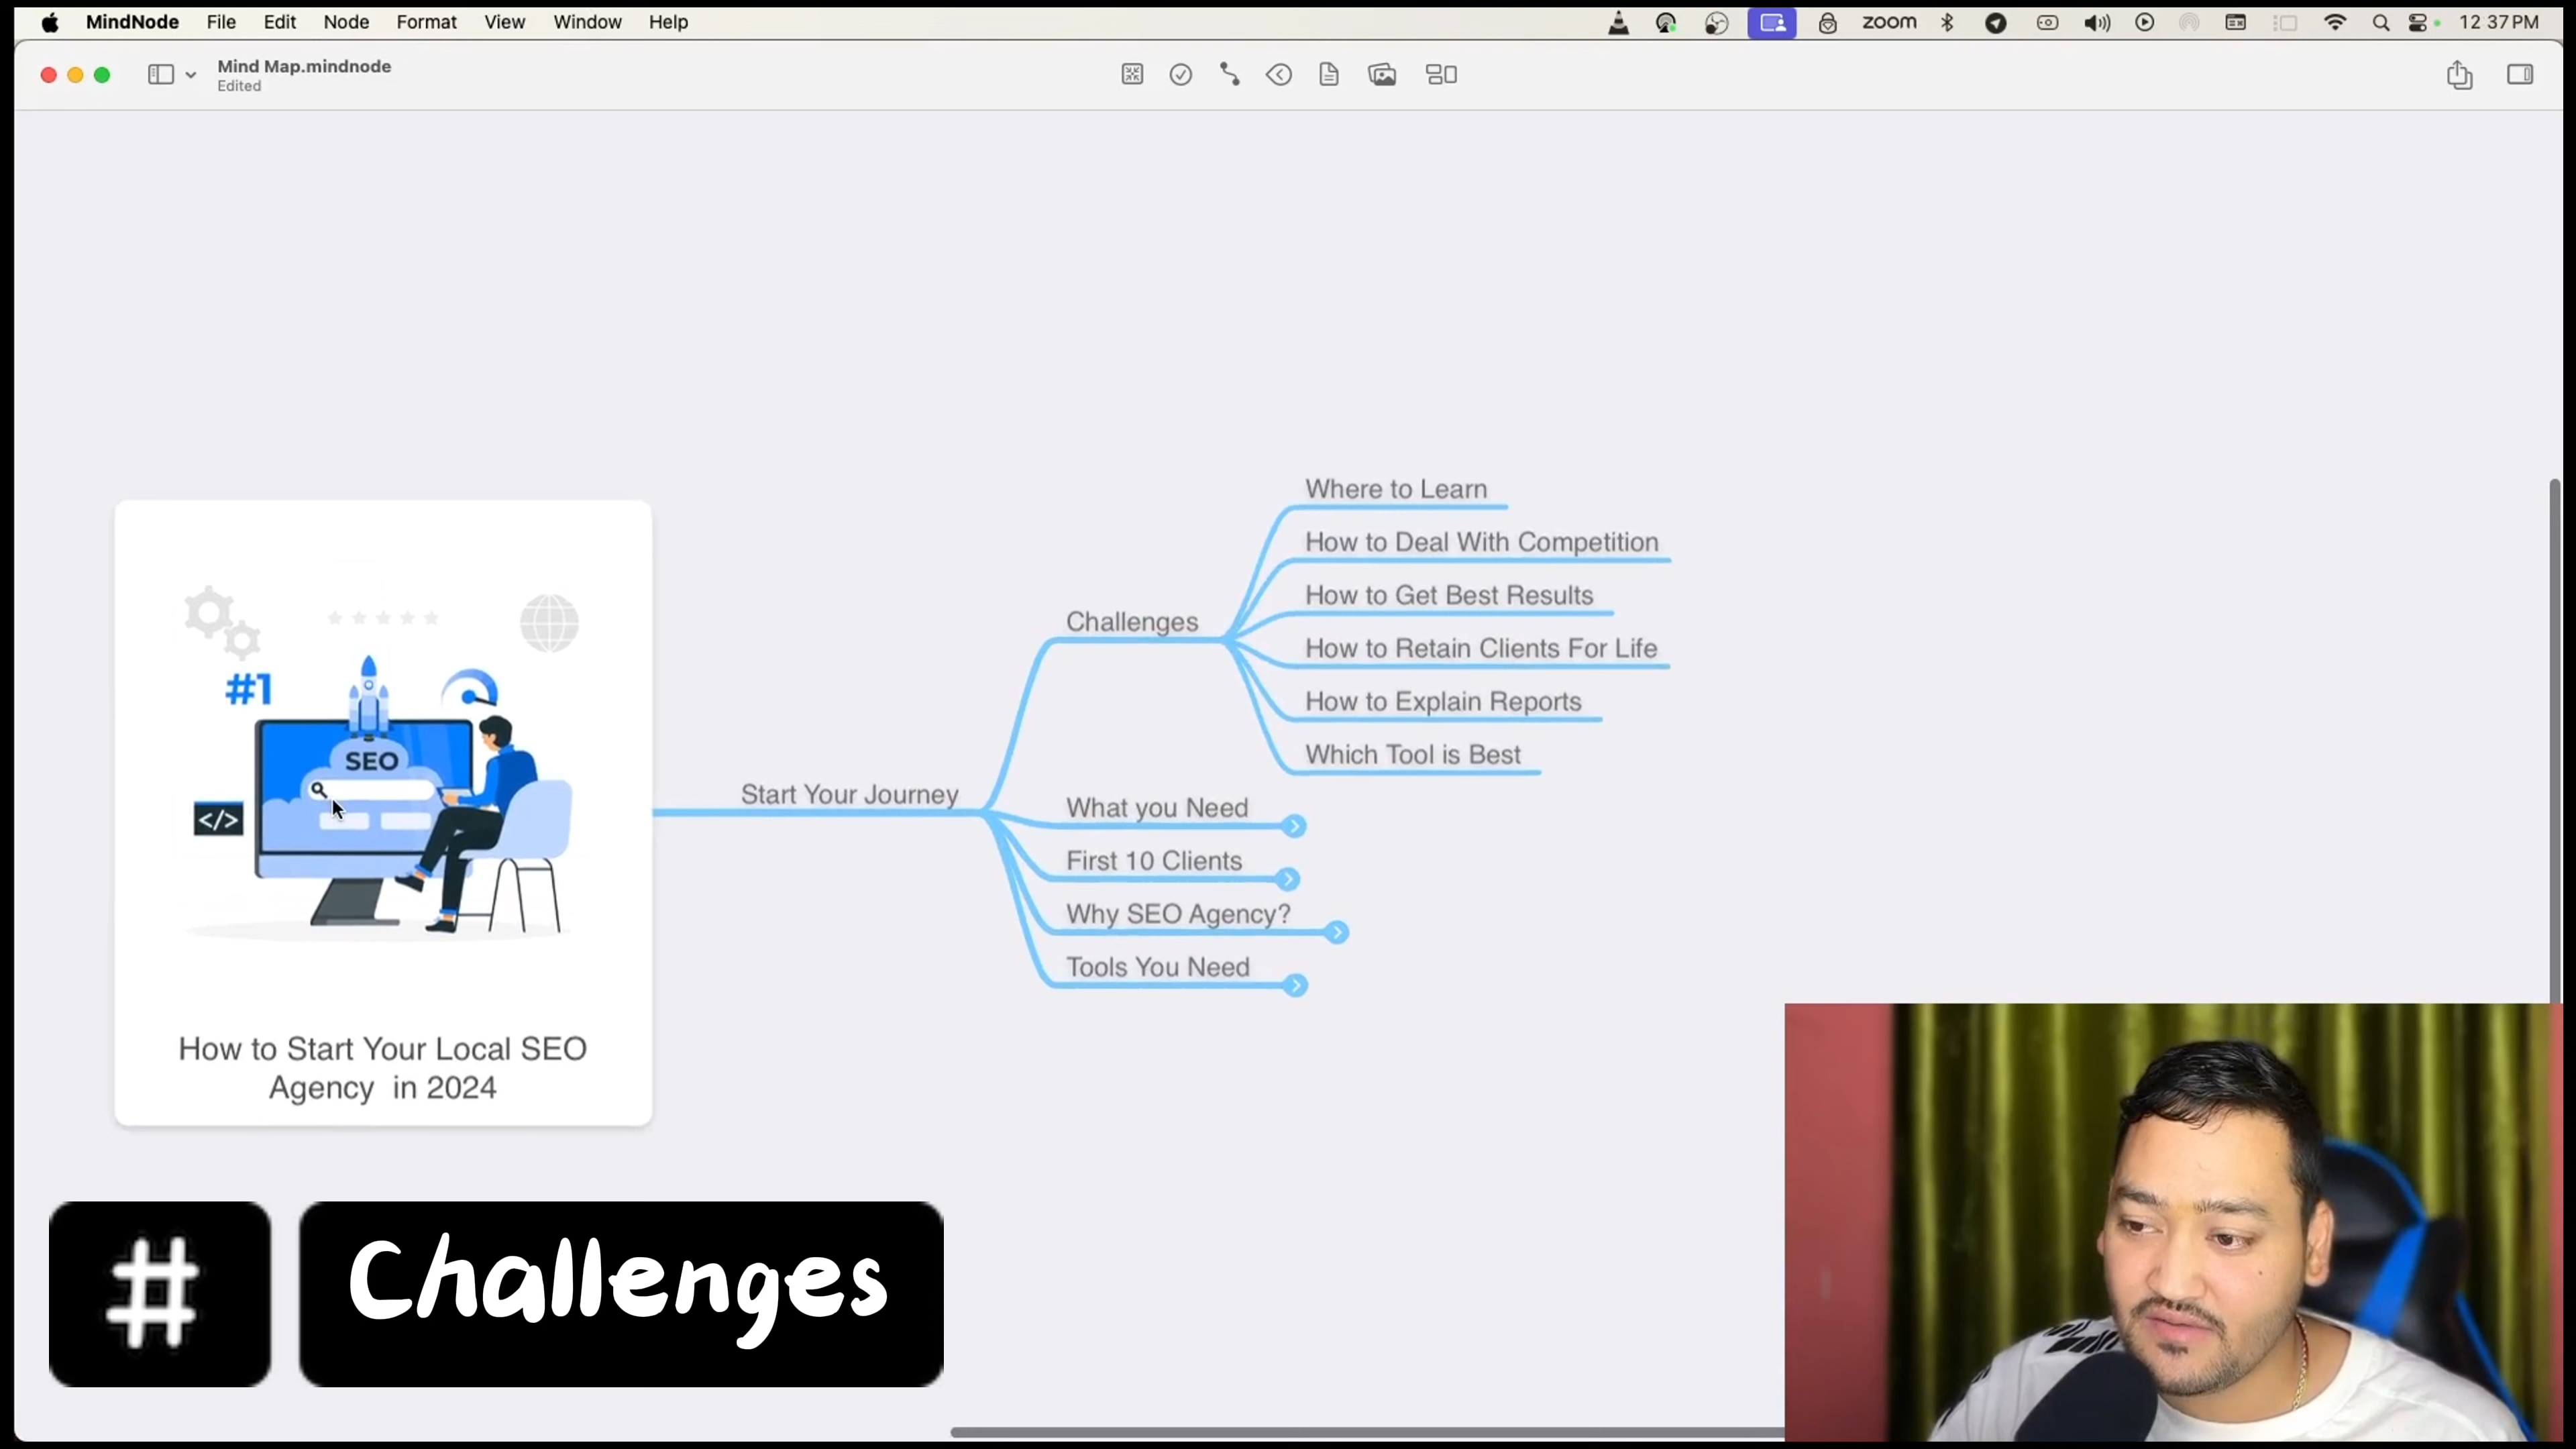 MindNode File Edit Node Format View Window Help
zoom 12 37 PM
Mind Map.mindnode
Edited
Where to Learn
How to Deal With Competition
How to Get Best Results
Challenges
How to Retain Clients For Life
How to Explain Reports
Which Tool is Best
#1
SEO
</>
Start Your Journey
What you Need
First 10 Clients
Why SEO Agency?
Tools You Need
How to Start Your Local SEO
Agency in 2024
# Challenges